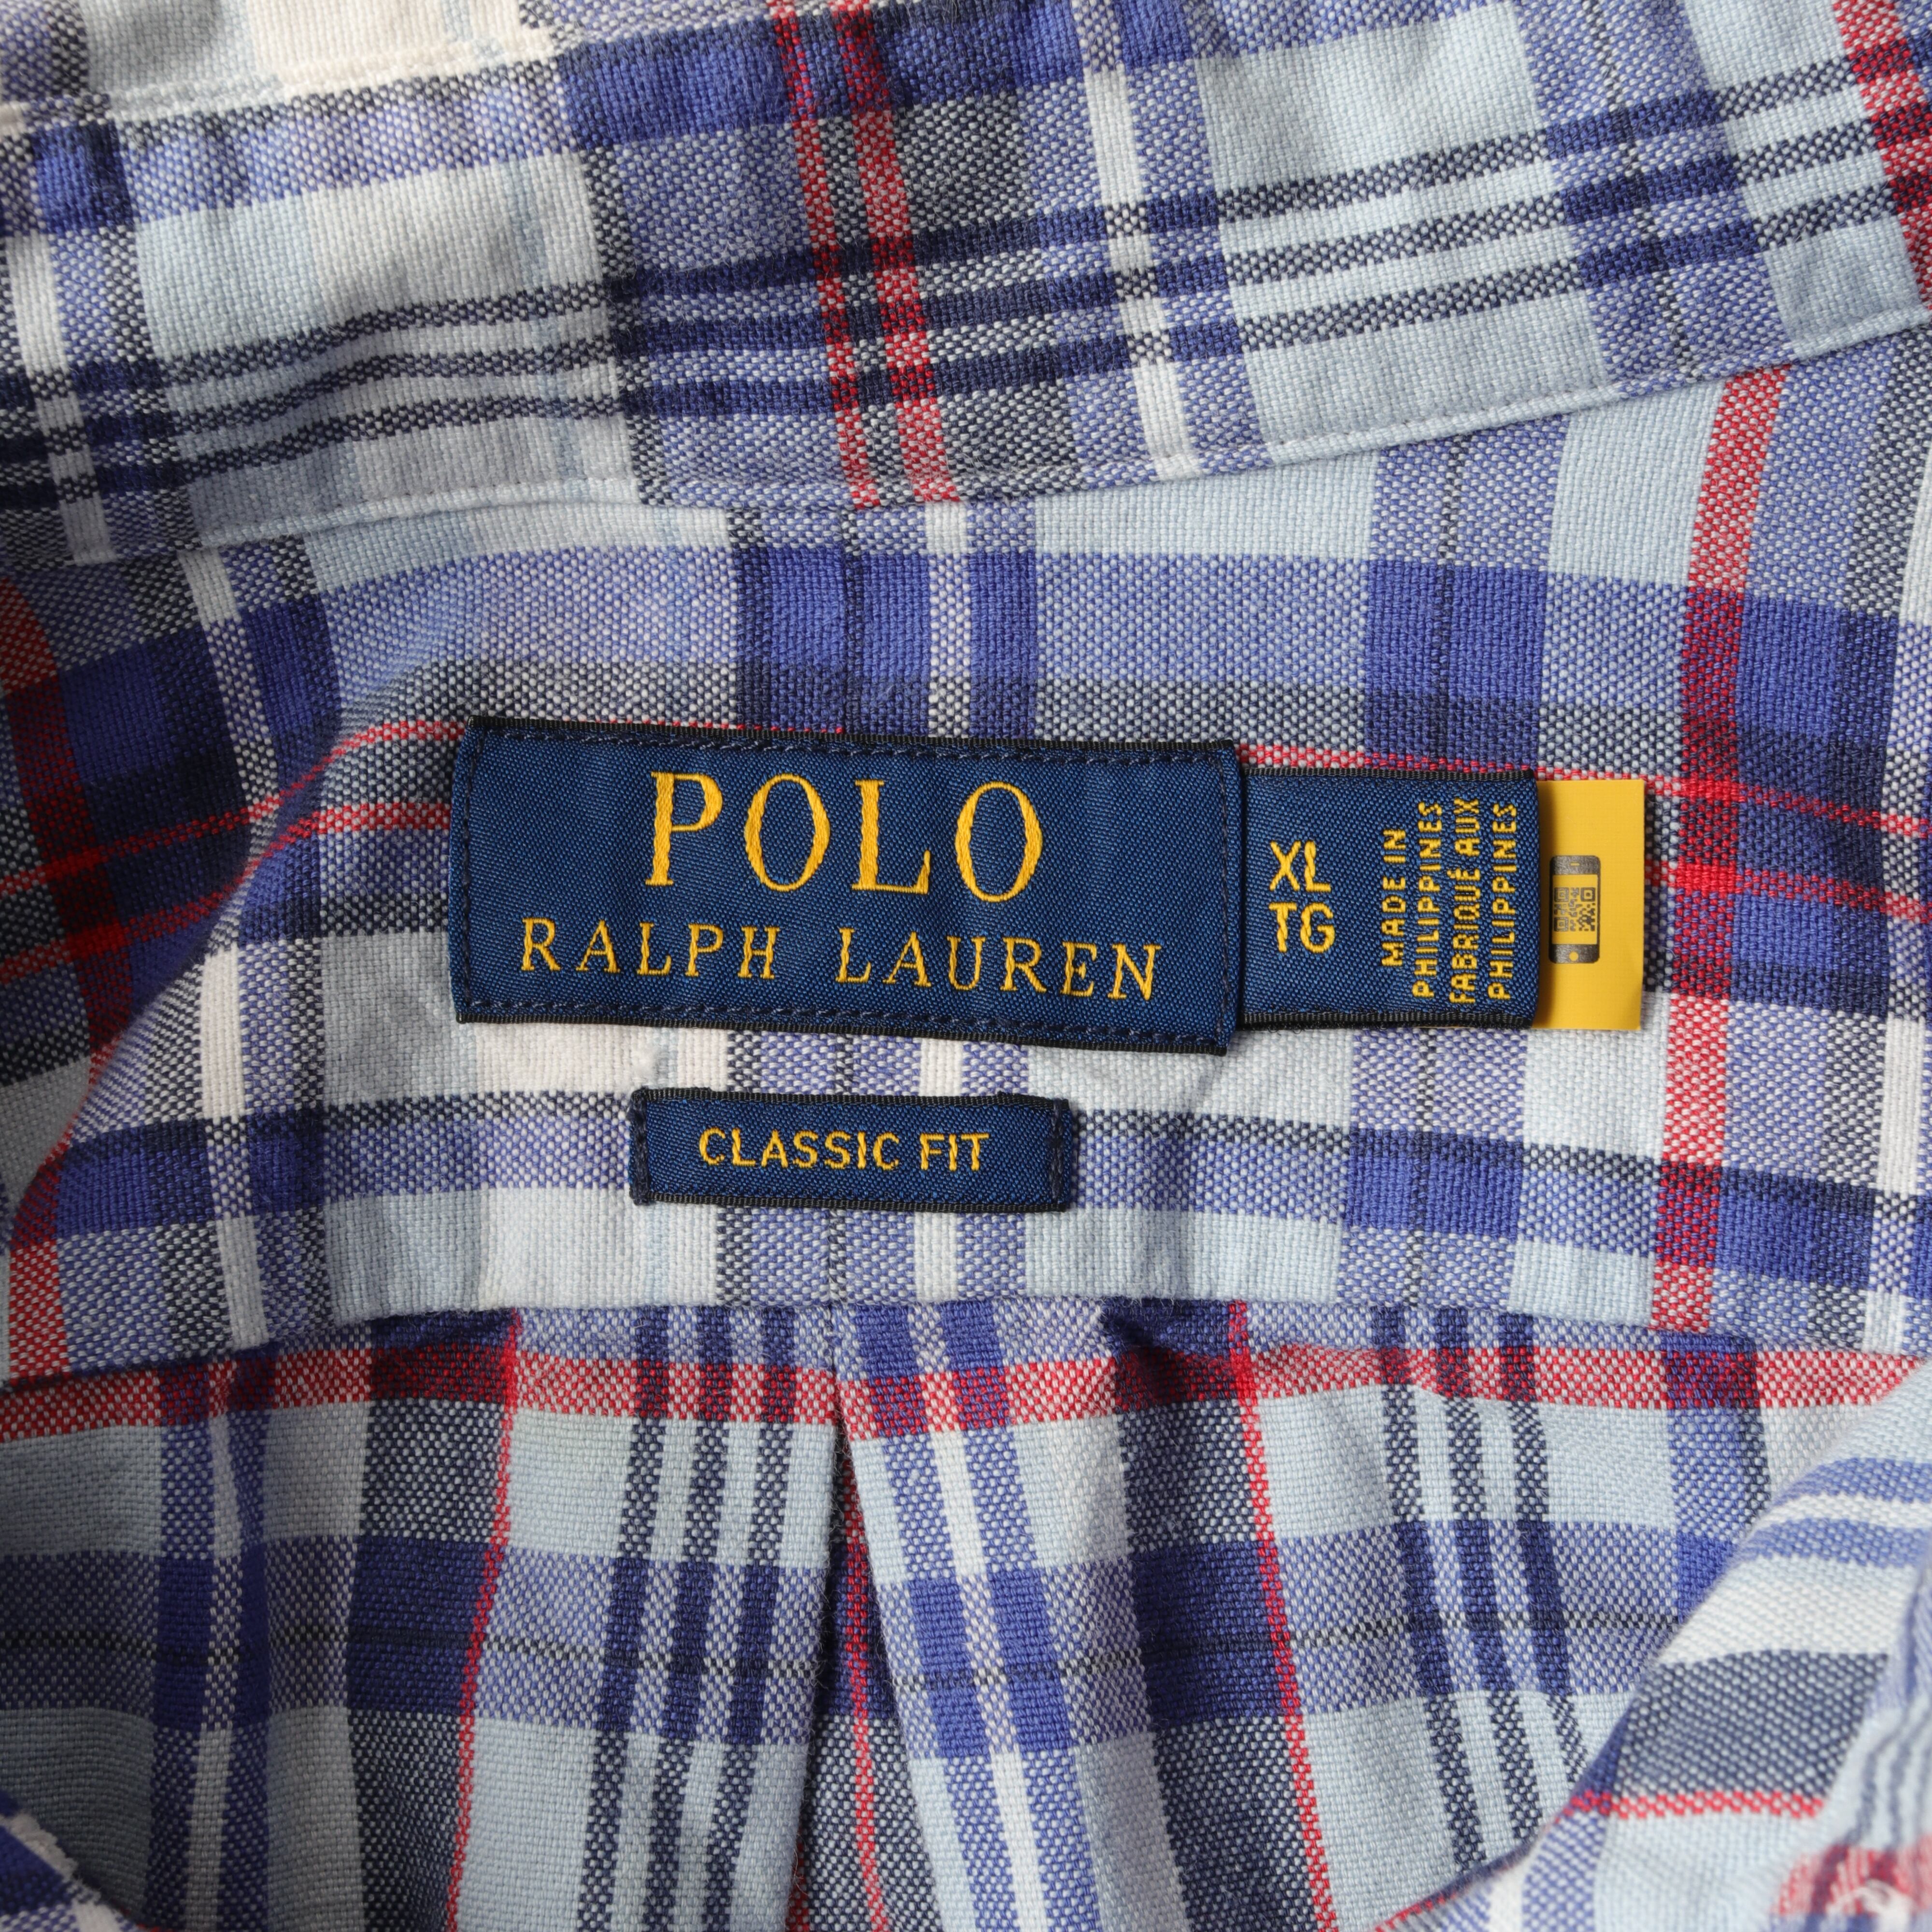 POLO
RALPH LAUREN
XL
TG
MADE IN
PHILIPPINES
FABRIQUÉ AUX
PHILIPPINES
CLASSIC FIT